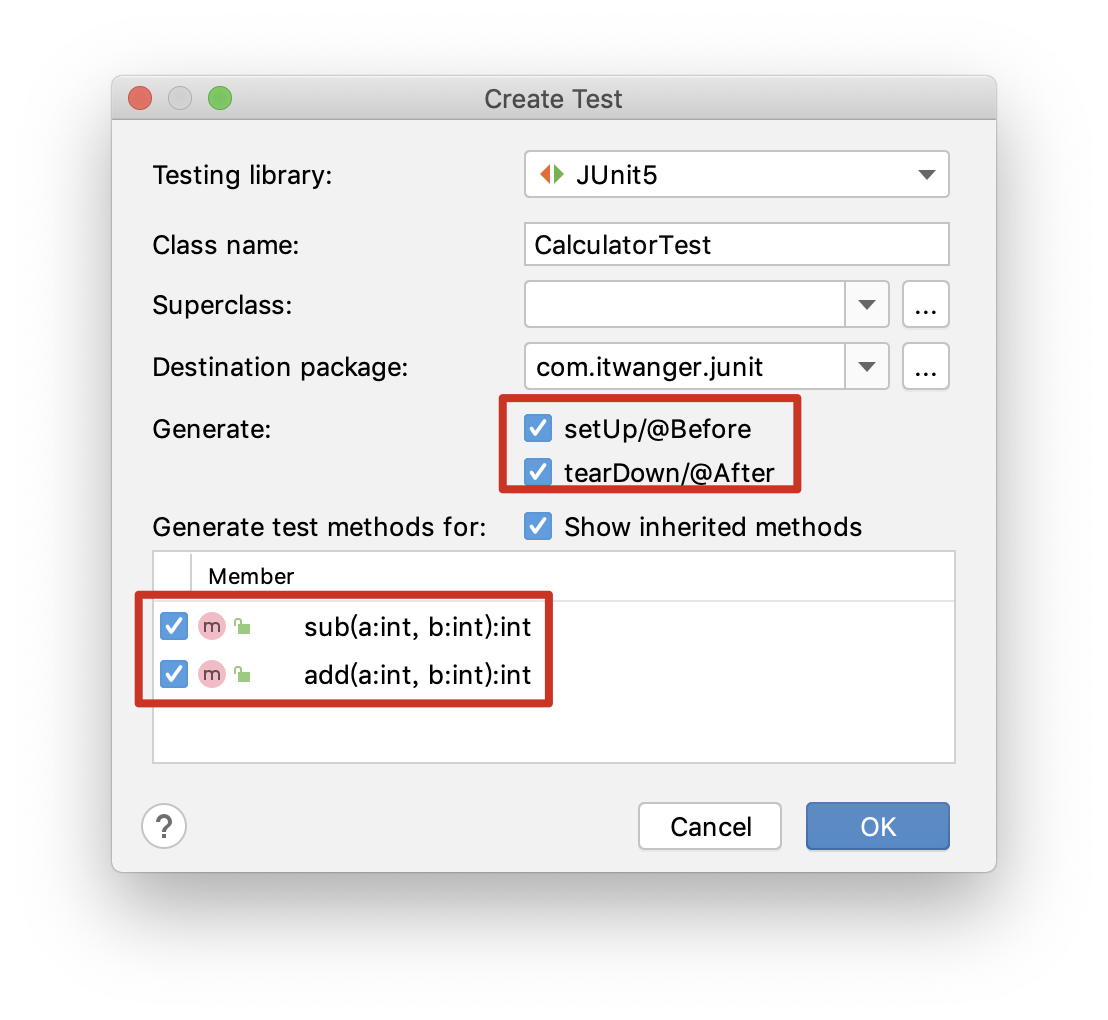 Create Test
Testing library: JUnit5
Class name: CalculatorTest
Superclass: ...
Destination package: com.itwanger.junit ...
Generate: setUp/@Before
tearDown/@After
Generate test methods for: Show inherited methods
Member
m sub(a:int, b:int):int
m add(a:int, b:int):int
? Cancel OK